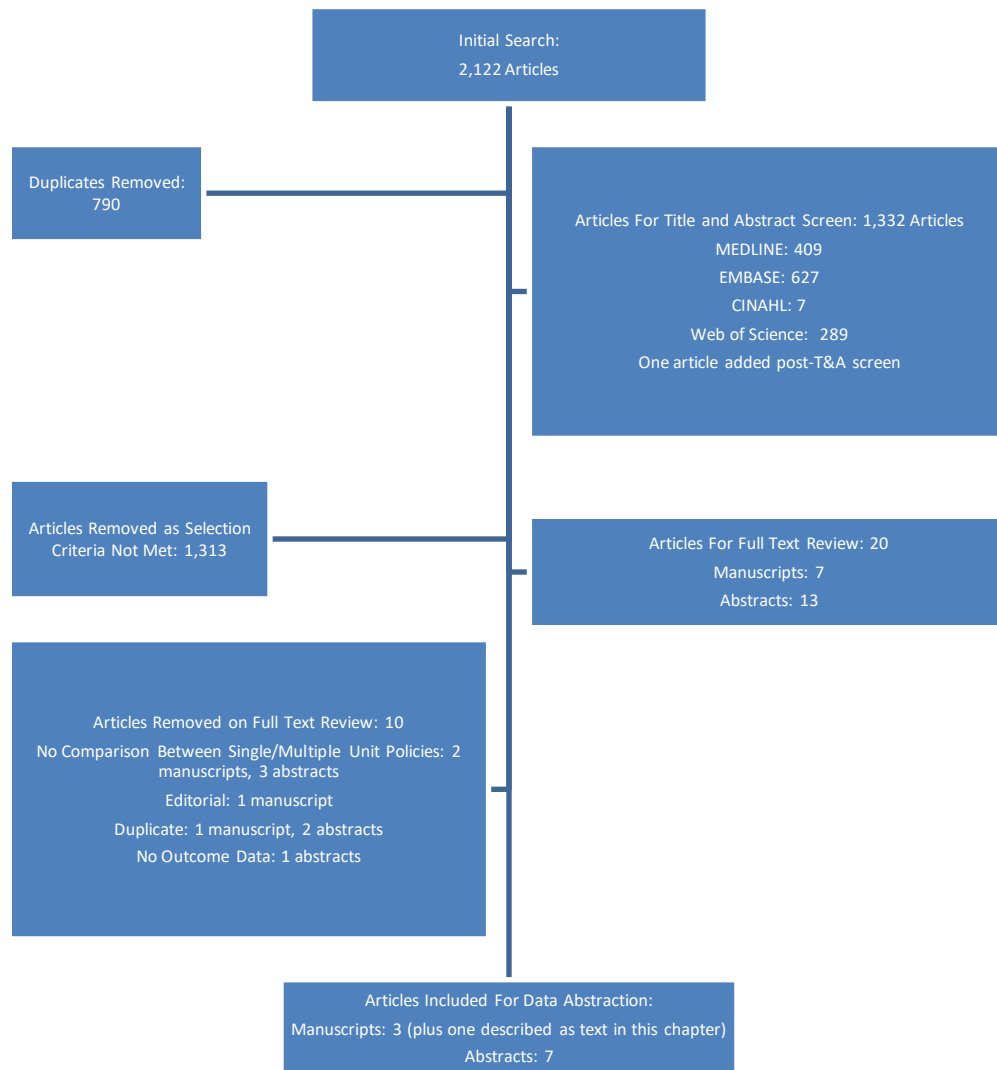 Initial Search:
2,122 Articles
Duplicates Removed:
790
Articles For Title and Abstract Screen: 1,332 Articles
MEDLINE: 409
EMBASE: 627
CINAHL: 7
Web of Science: 289
One article added post-T&A screen
Articles Removed as Selection
Criteria Not Met: 1,313
Articles For Full Text Review: 20
Manuscripts: 7
Abstracts: 13
Articles Removed on Full Text Review: 10
No Comparison Between Single/Multiple Unit Policies: 2
manuscripts, 3 abstracts
Editorial: 1 manuscript
Duplicate: 1 manuscript, 2 abstracts
No Outcome Data: 1 abstracts
Articles Included For Data Abstraction:
Manuscripts: 3 (plus one described as text in this chapter)
Abstracts: 7